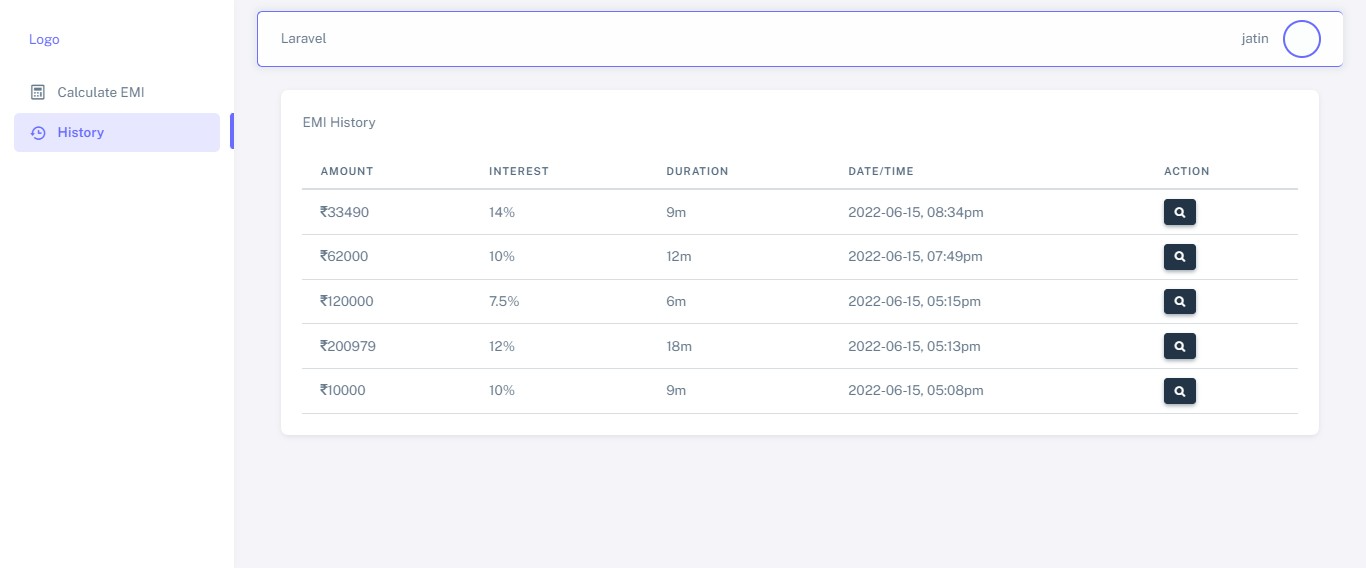 Logo
Calculate EMI
History
Laravel
jatin
EMI History
AMOUNT INTEREST DURATION DATE/TIME ACTION
₹33490 14% 9m 2022-06-15, 08:34pm
₹62000 10% 12m 2022-06-15, 07:49pm
₹120000 7.5% 6m 2022-06-15, 05:15pm
₹200979 12% 18m 2022-06-15, 05:13pm
₹10000 10% 9m 2022-06-15, 05:08pm